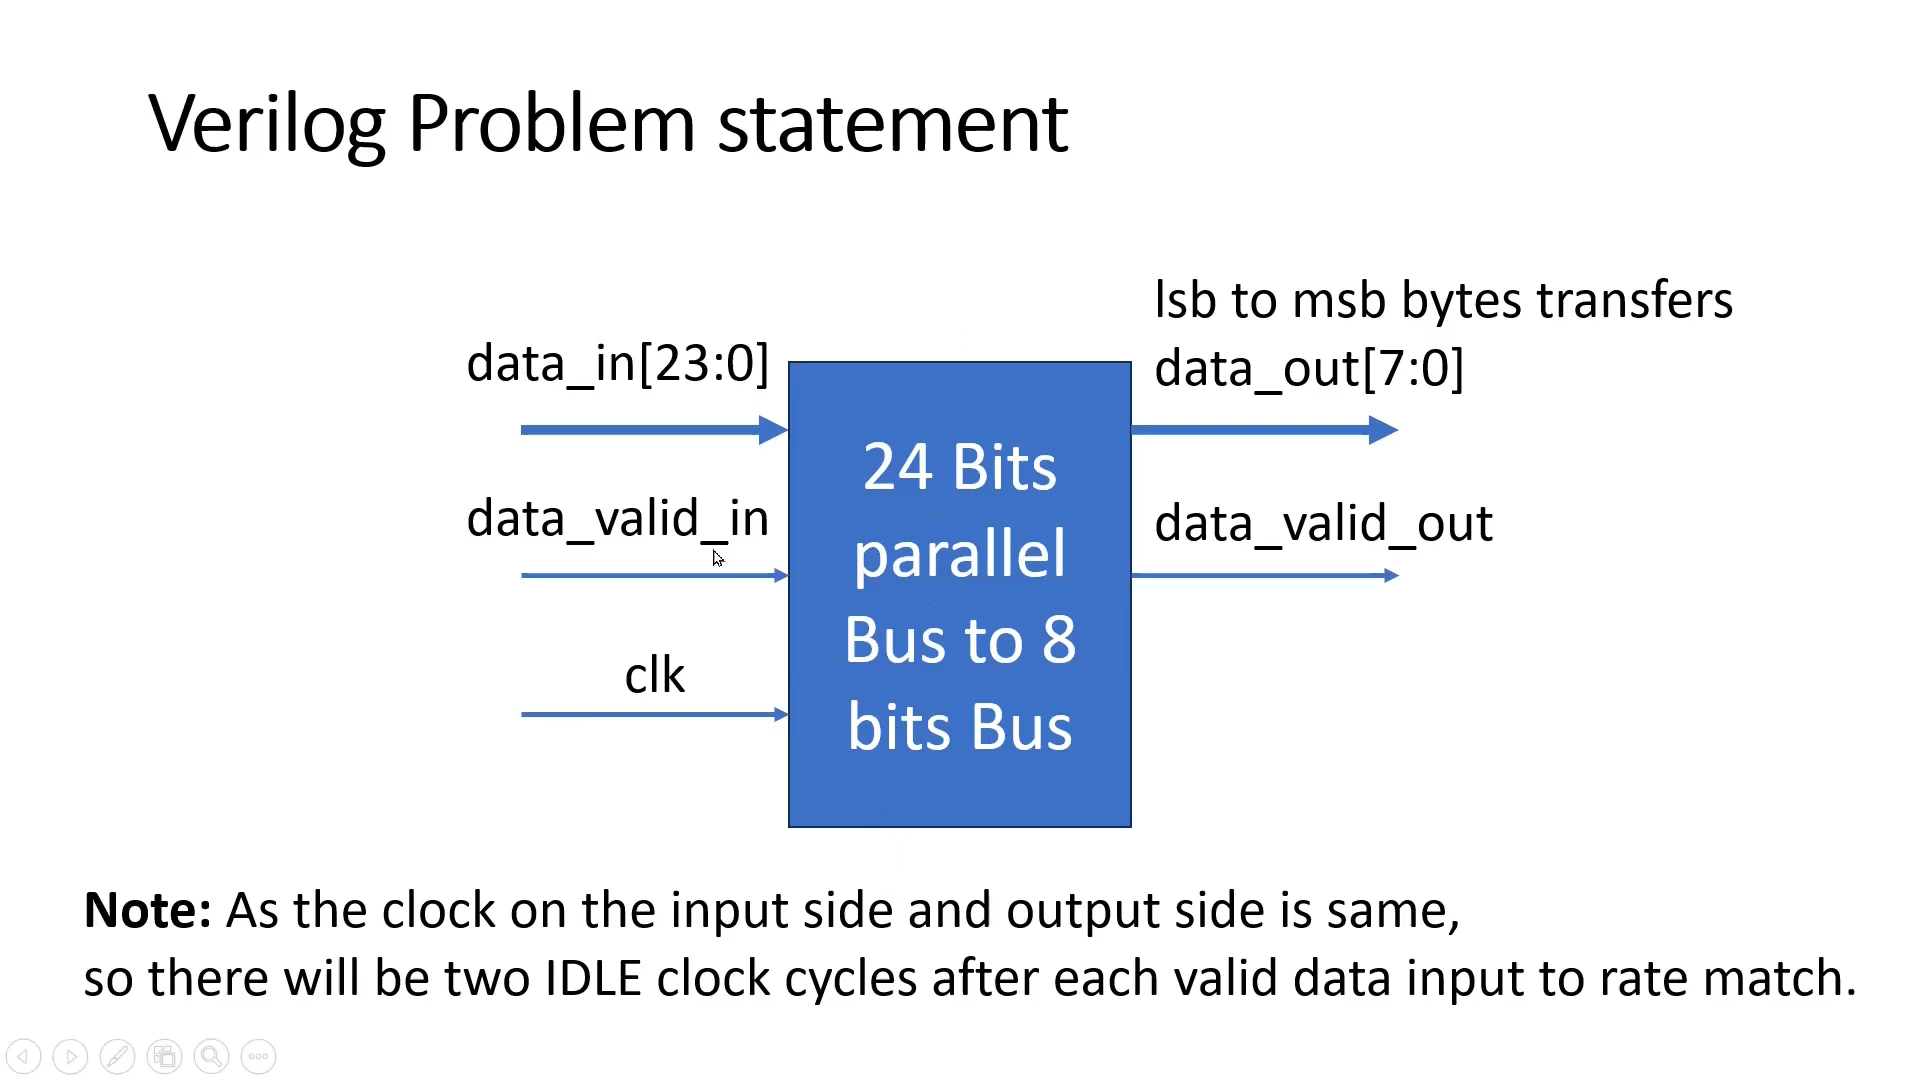 Verilog Problem statement
lsb to msb bytes transfers
data_in[23:0]
data_out[7:0]
24 Bits
parallel
Bus to 8
bits Bus
data_valid_in
data_valid_out
clk
Note: As the clock on the input side and output side is same,
so there will be two IDLE clock cycles after each valid data input to rate match.